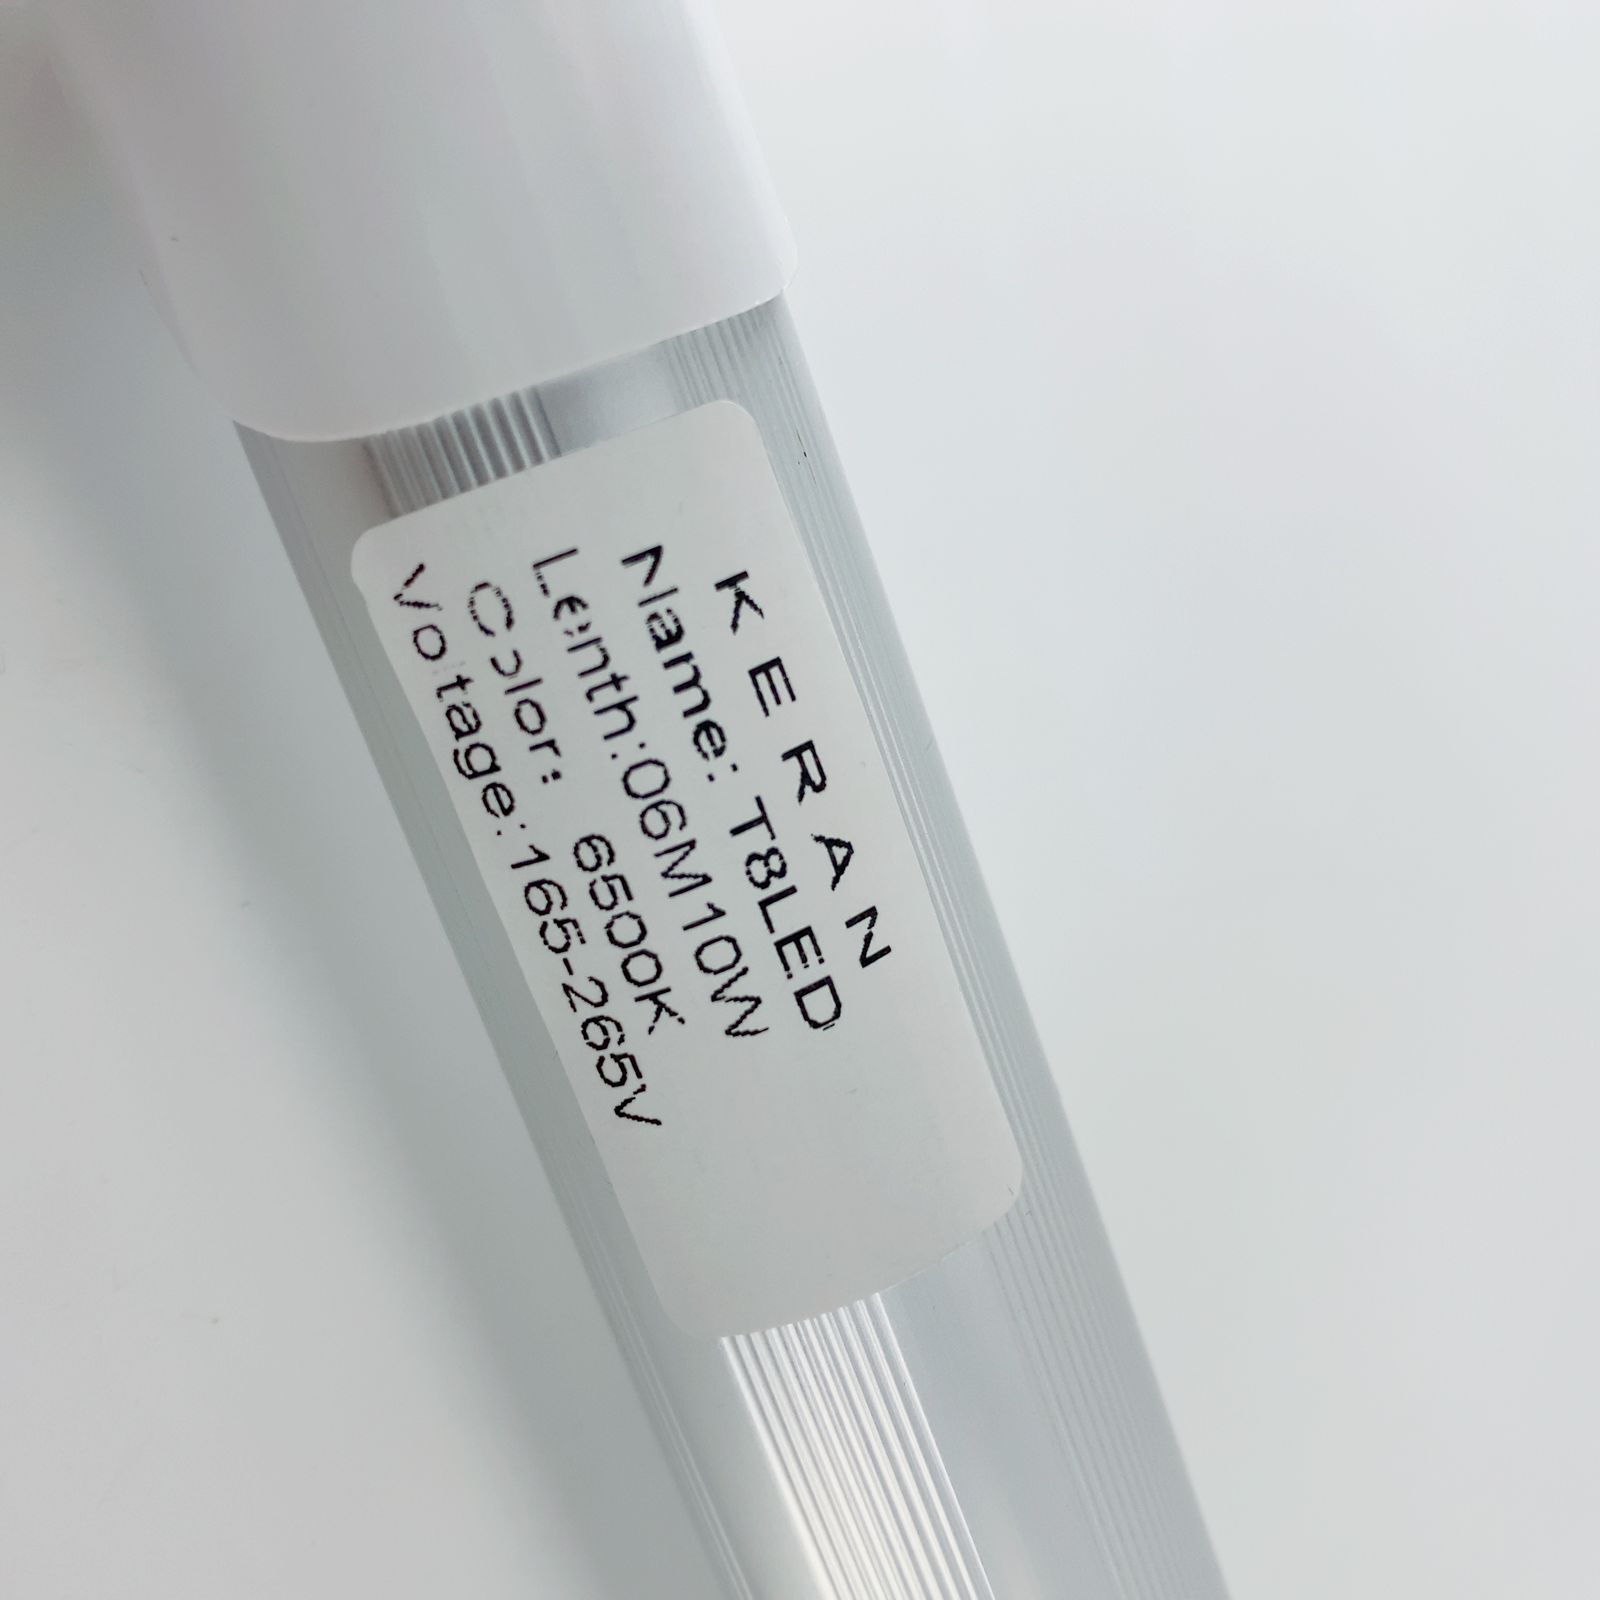 KERAN
Name: T8LED
Lenth:06M10W
Color: 6500K
Voltage:165-265V